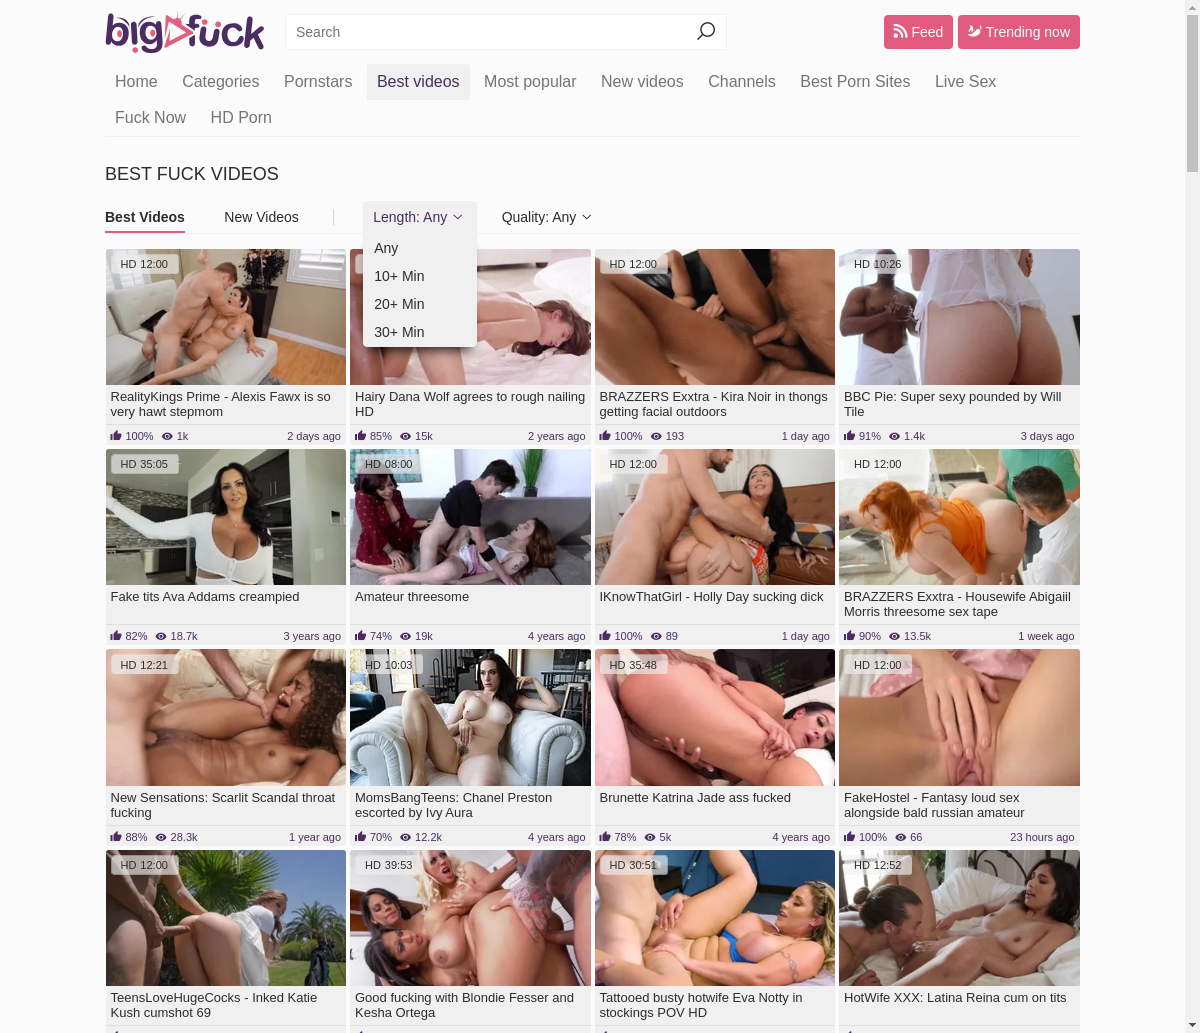 bigfuck
Search
Feed
Trending now
Home Categories Pornstars Best videos Most popular New videos Channels Best Porn Sites Live Sex
Fuck Now HD Porn
BEST FUCK VIDEOS
Best Videos New Videos Length: Any Quality: Any
Any
10+ Min
20+ Min
30+ Min
HD 12:00
RealityKings Prime - Alexis Fawx is so
very hawt stepmom
100% 1k 2 days ago
Hairy Dana Wolf agrees to rough nailing
HD
85% 15k 2 years ago
HD 12:00
BRAZZERS Exxtra - Kira Noir in thongs
getting facial outdoors
100% 193 1 day ago
HD 10:26
BBC Pie: Super sexy pounded by Will
Tile
91% 1.4k 3 days ago
HD 35:05
Fake tits Ava Addams creampied
82% 18.7k 3 years ago
HD 08:00
Amateur threesome
74% 19k 4 years ago
HD 12:00
IKnowThatGirl - Holly Day sucking dick
100% 89 1 day ago
HD 12:00
BRAZZERS Exxtra - Housewife Abigaiil
Morris threesome sex tape
90% 13.5k 1 week ago
HD 12:21
New Sensations: Scarlit Scandal throat
fucking
88% 28.3k 1 year ago
HD 10:03
MomsBangTeens: Chanel Preston
escorted by Ivy Aura
70% 12.2k 4 years ago
HD 35:48
Brunette Katrina Jade ass fucked
78% 5k 4 years ago
HD 12:00
FakeHostel - Fantasy loud sex
alongside bald russian amateur
100% 66 23 hours ago
HD 12:00
TeensLoveHugeCocks - Inked Katie
Kush cumshot 69
HD 39:53
Good fucking with Blondie Fesser and
Kesha Ortega
HD 30:51
Tattooed busty hotwife Eva Notty in
stockings POV HD
HD 12:52
HotWife XXX: Latina Reina cum on tits